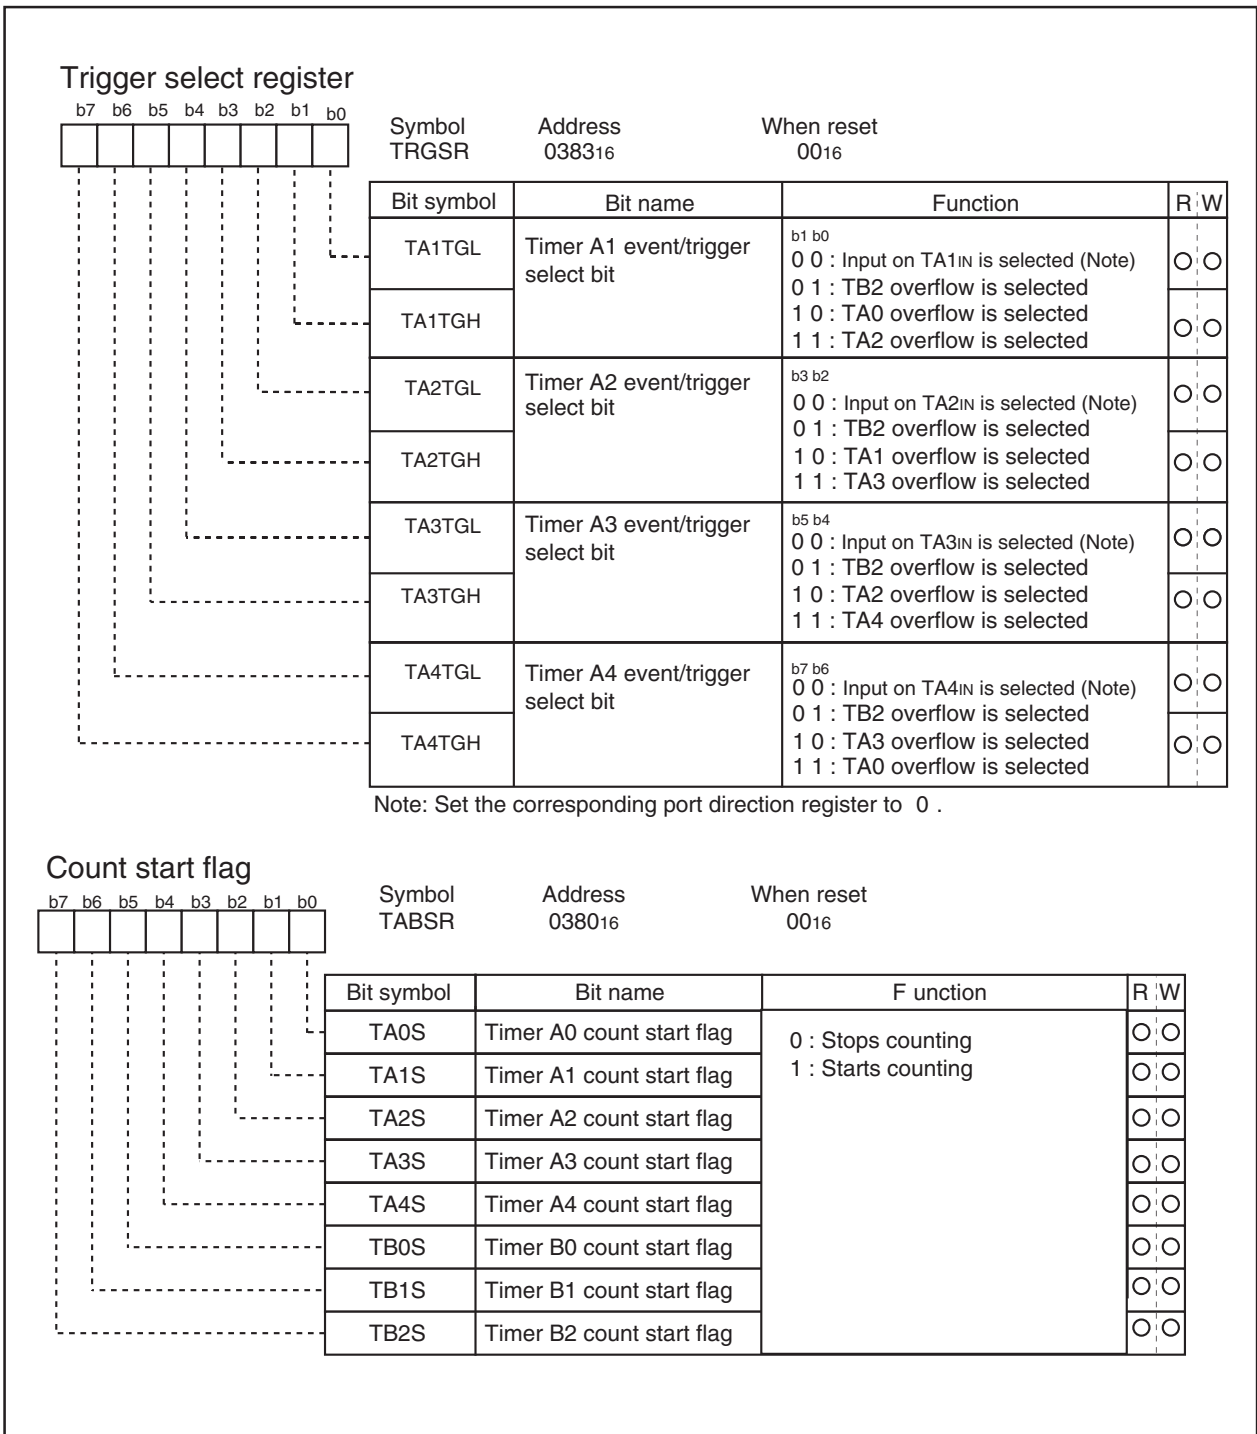 Trigger select register
b7 b6 b5 b4 b3 b2 b1 b0
Symbol Address When reset
TRGSR 038316 0016
Bit symbol Bit name Function R W
TA1TGL Timer A1 event/trigger select bit
b1 b0
0 0 : Input on TA1IN is selected (Note)
0 1 : TB2 overflow is selected
TA1TGH
1 0 : TA0 overflow is selected
1 1 : TA2 overflow is selected
TA2TGL Timer A2 event/trigger select bit
b3 b2
0 0 : Input on TA2IN is selected (Note)
0 1 : TB2 overflow is selected
TA2TGH
1 0 : TA1 overflow is selected
1 1 : TA3 overflow is selected
TA3TGL Timer A3 event/trigger select bit
b5 b4
0 0 : Input on TA3IN is selected (Note)
0 1 : TB2 overflow is selected
TA3TGH
1 0 : TA2 overflow is selected
1 1 : TA4 overflow is selected
TA4TGL Timer A4 event/trigger select bit
b7 b6
0 0 : Input on TA4IN is selected (Note)
0 1 : TB2 overflow is selected
TA4TGH
1 0 : TA3 overflow is selected
1 1 : TA0 overflow is selected
Note: Set the corresponding port direction register to 0 .
Count start flag
b7 b6 b5 b4 b3 b2 b1 b0
Symbol Address When reset
TABSR 038016 0016
Bit symbol Bit name F unction R W
TA0S Timer A0 count start flag 0 : Stops counting
TA1S Timer A1 count start flag 1 : Starts counting
TA2S Timer A2 count start flag
TA3S Timer A3 count start flag
TA4S Timer A4 count start flag
TB0S Timer B0 count start flag
TB1S Timer B1 count start flag
TB2S Timer B2 count start flag